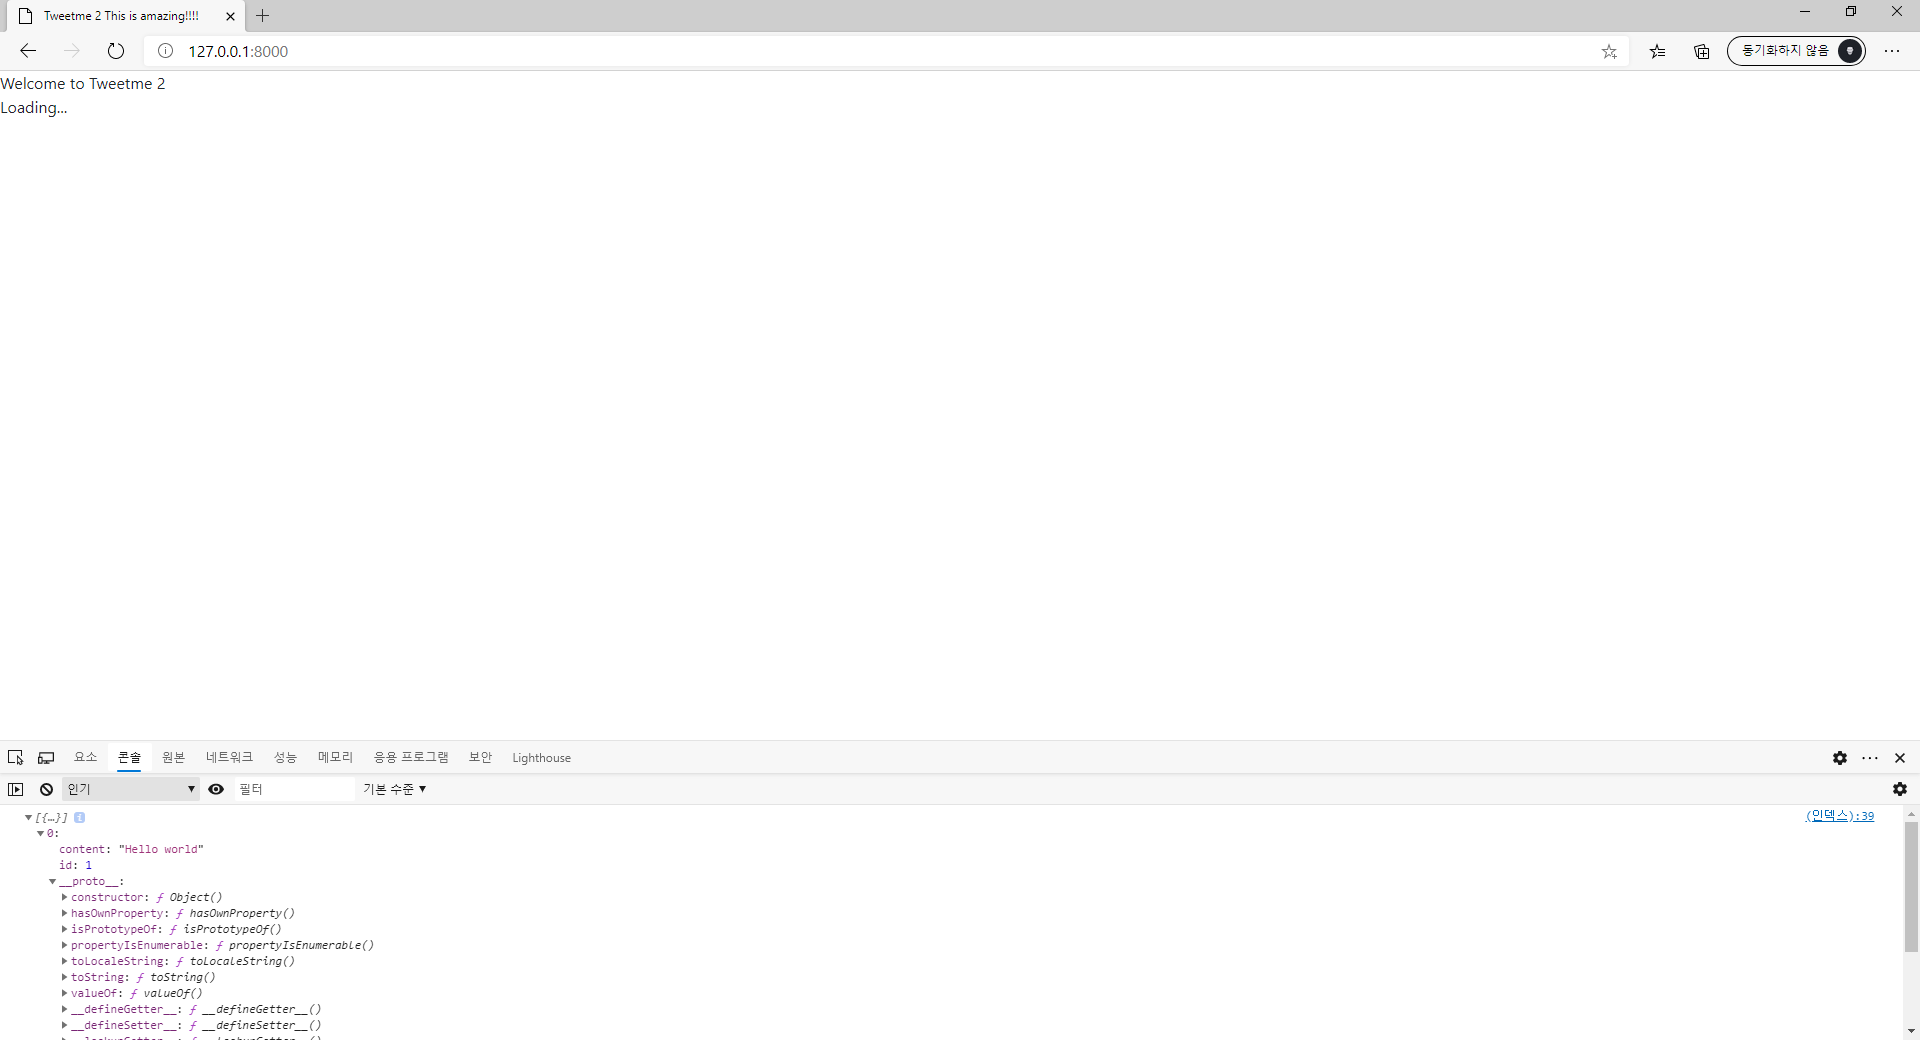 Tweetme 2 This is amazing!!!!
127.0.0.1:8000
동기화하지 않음
Welcome to Tweetme 2
Loading...
요소 콘솔 원본 네트워크 성능 메모리 응용 프로그램 보안 Lighthouse
인기 필터 기본 수준
[{…}] (인덱스):39
0:
content: "Hello world"
id: 1
__proto__:
constructor: ƒ Object()
hasOwnProperty: ƒ hasOwnProperty()
isPrototypeOf: ƒ isPrototypeOf()
propertyIsEnumerable: ƒ propertyIsEnumerable()
toLocaleString: ƒ toLocaleString()
toString: ƒ toString()
valueOf: ƒ valueOf()
__defineGetter__: ƒ __defineGetter__()
__defineSetter__: ƒ __defineSetter__()